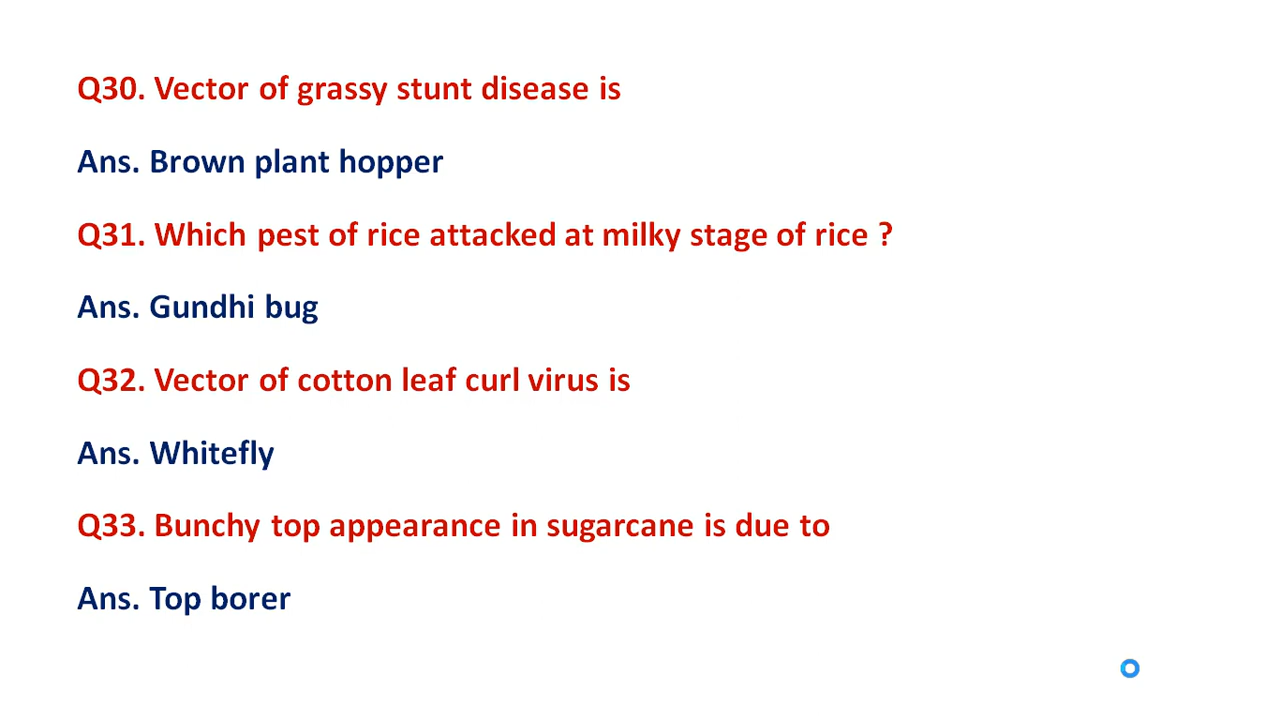 Q30. Vector of grassy stunt disease is
Ans. Brown plant hopper
Q31. Which pest of rice attacked at milky stage of rice ?
Ans. Gundhi bug
Q32. Vector of cotton leaf curl virus is
Ans. Whitefly
Q33. Bunchy top appearance in sugarcane is due to
Ans. Top borer